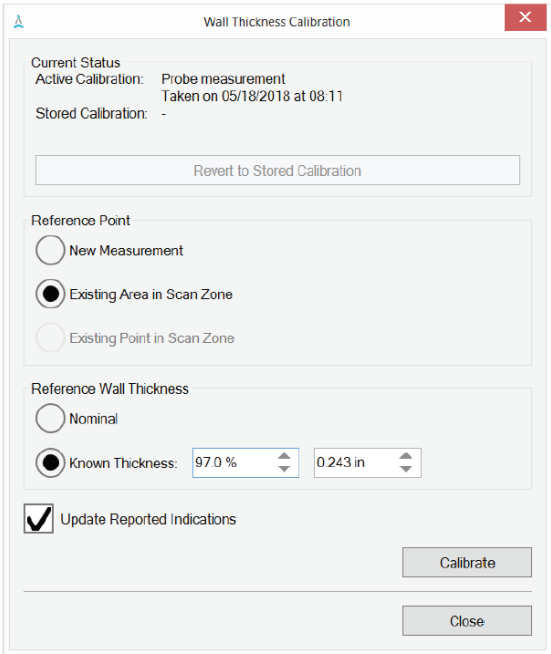 Wall Thickness Calibration
Current Status
Active Calibration: Probe measurement
Taken on 05/18/2018 at 08:11
Stored Calibration: -
Revert to Stored Calibration
Reference Point
New Measurement
Existing Area in Scan Zone
Existing Point in Scan Zone
Reference Wall Thickness
Nominal
Known Thickness: 97.0 % 0.243 in
Update Reported Indications
Calibrate
Close